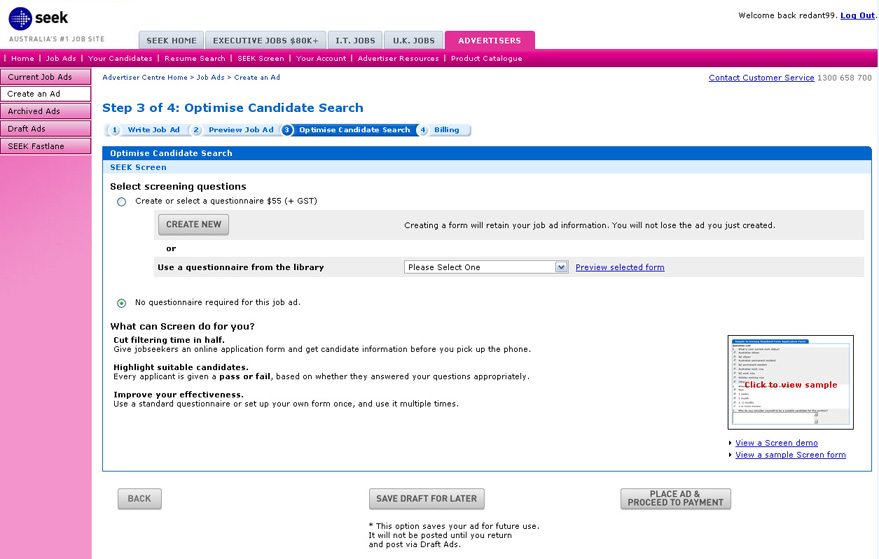 seek
AUSTRALIA'S #1 JOB SITE
Welcome back redant99. Log Out.
SEEK HOME
EXECUTIVE JOBS $80K+
I.T. JOBS
U.K. JOBS
ADVERTISERS
| Home | Job Ads | Your Candidates | Resume Search | SEEK Screen | Your Account | Advertiser Resources | Product Catalogue
Current Job Ads
Create an Ad
Archived Ads
Draft Ads
SEEK Fastlane
Advertiser Centre Home > Job Ads > Create an Ad
Contact Customer Service 1300 658 700
Step 3 of 4: Optimise Candidate Search
1 Write Job Ad 2 Preview Job Ad 3 Optimise Candidate Search 4 Billing
Optimise Candidate Search
SEEK Screen
Select screening questions
Create or select a questionnaire $55 (+ GST)
CREATE NEW
Creating a form will retain your job ad information. You will not lose the ad you just created.
or
Use a questionnaire from the library
Please Select One
Preview selected form
No questionnaire required for this job ad.
What can Screen do for you?
Cut filtering time in half.
Give jobseekers an online application form and get candidate information before you pick up the phone.
Highlight suitable candidates.
Every applicant is given a pass or fail, based on whether they answered your questions appropriately.
Improve your effectiveness.
Use a standard questionnaire or set up your own form once, and use it multiple times.
Click to view sample
View a Screen demo
View a sample Screen form
BACK
SAVE DRAFT FOR LATER
PLACE AD &
PROCEED TO PAYMENT
* This option saves your ad for future use.
It will not be posted until you return
and post via Draft Ads.